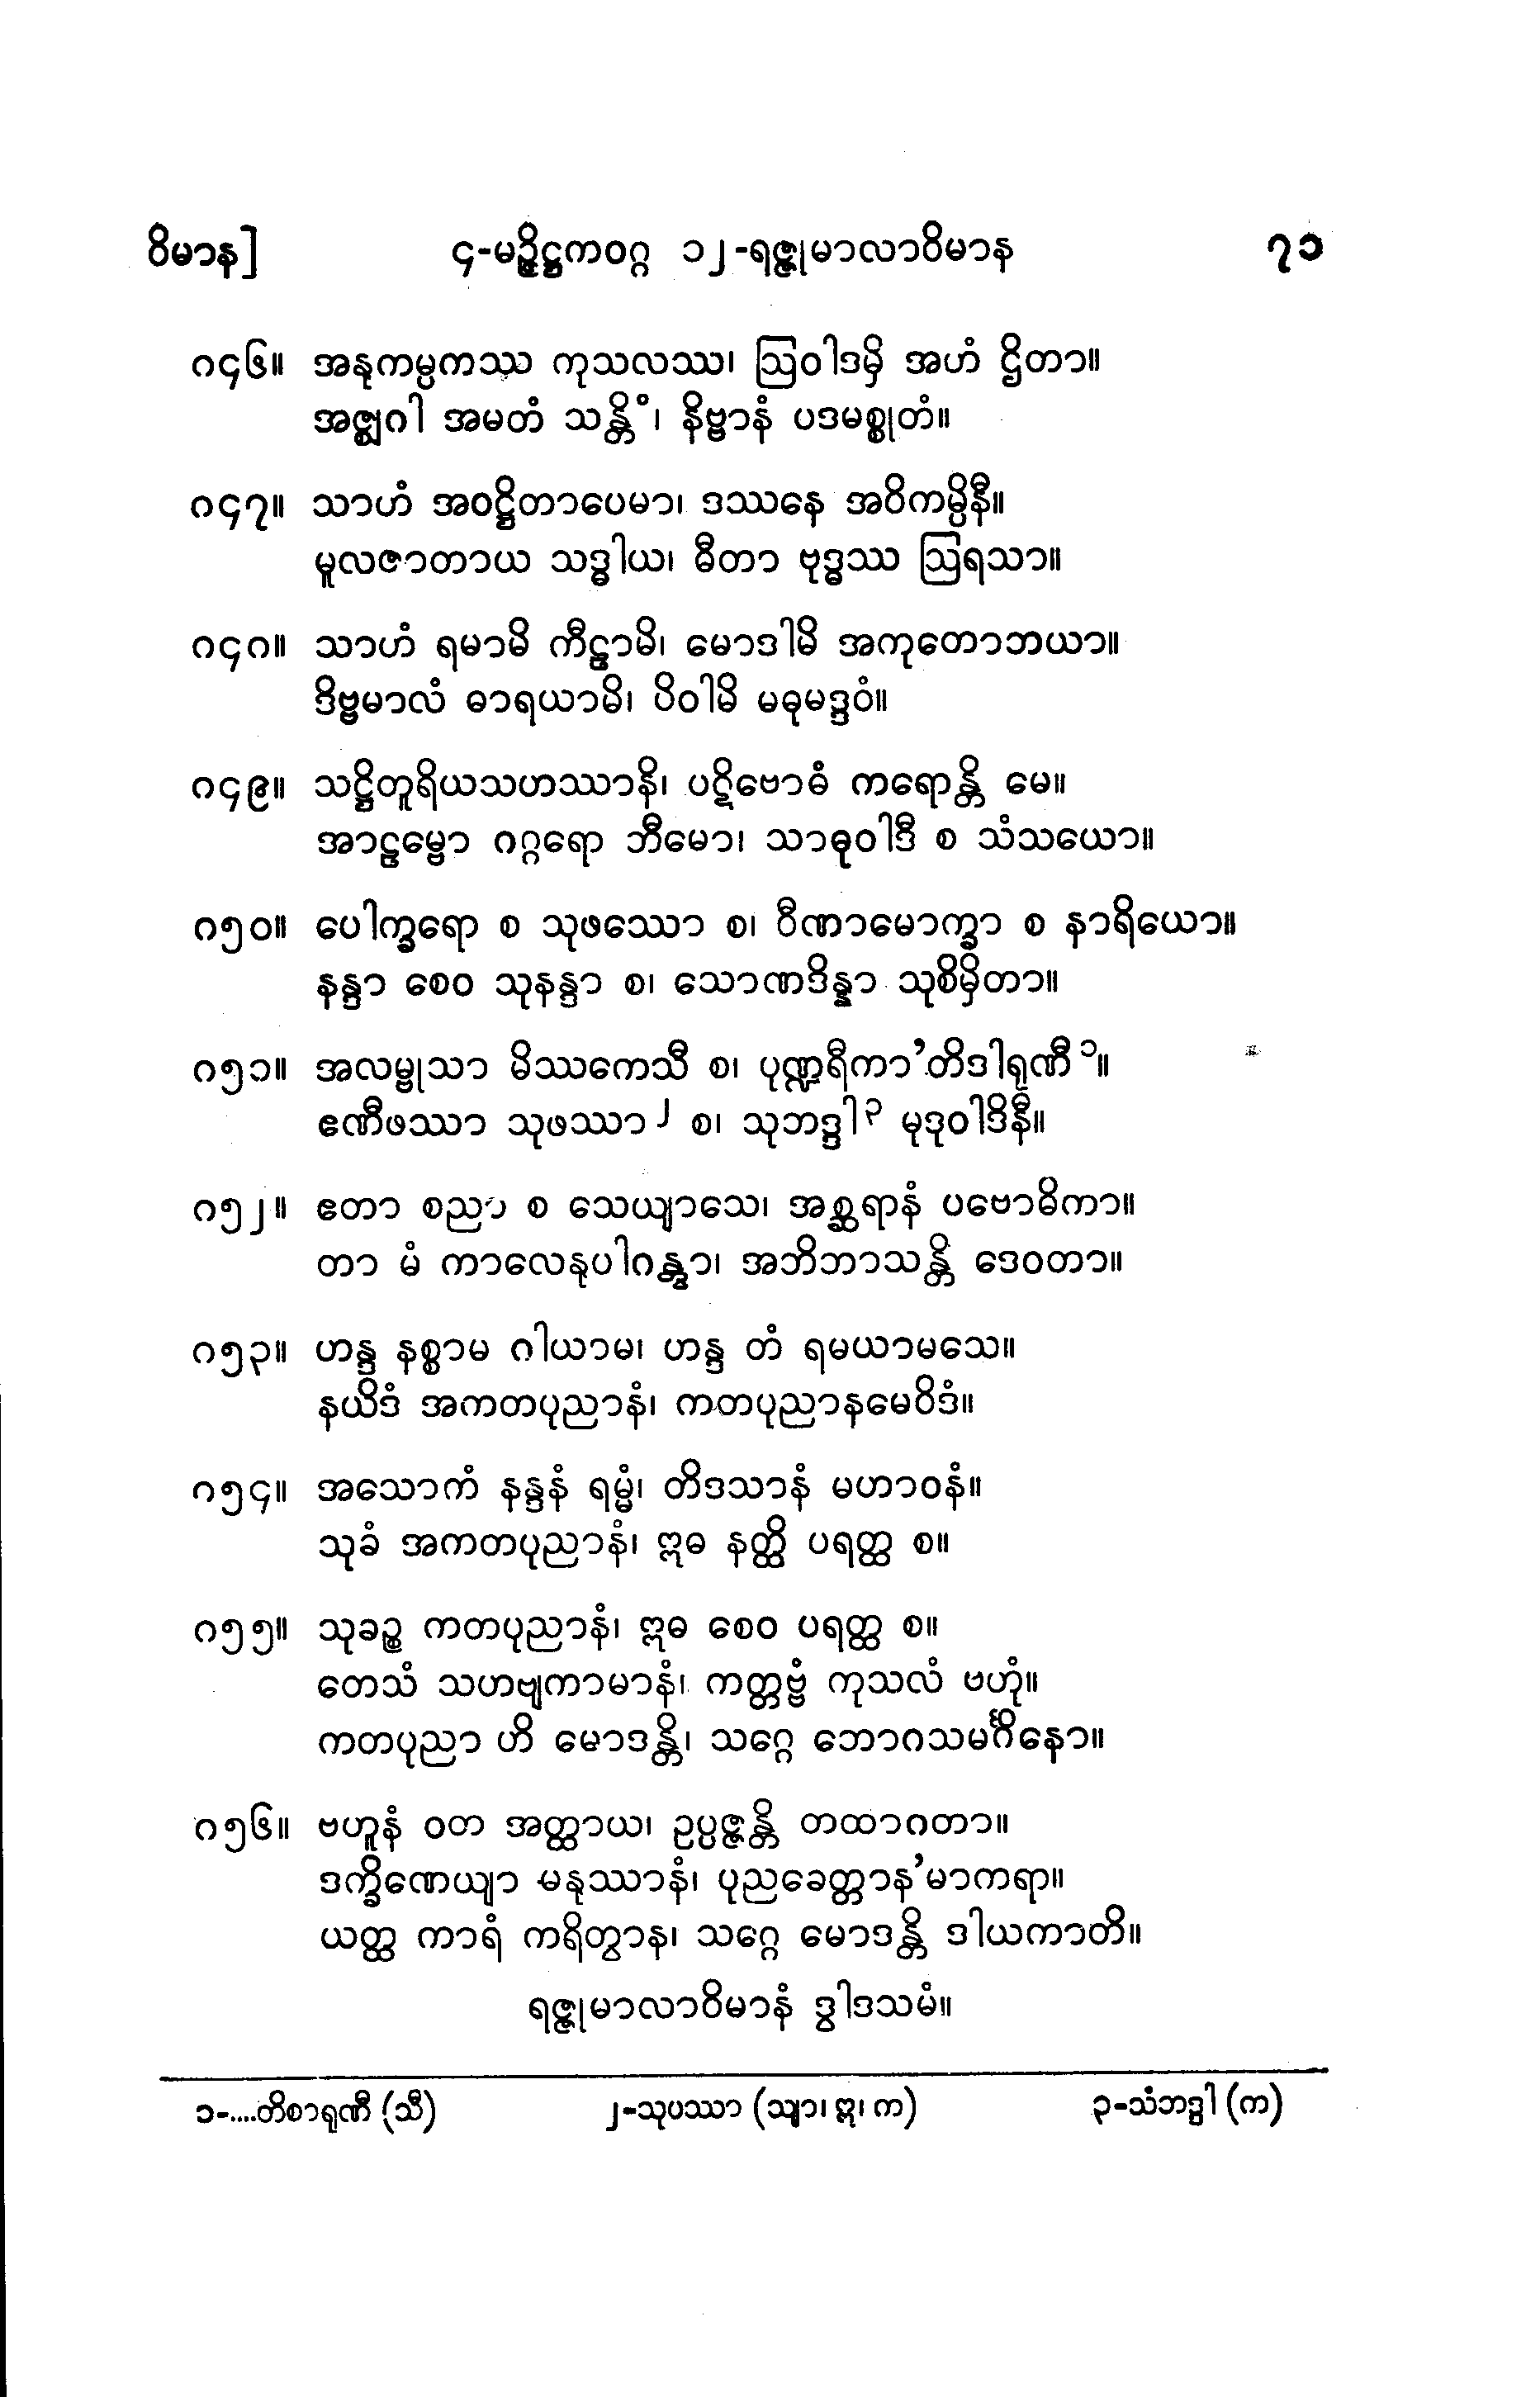 ဝိမာန]	၄-မဉ္ဇိဋ္ဌကဝဂ္ဂ ၁၂-ရဇ္ဇုမာလာဝိမာန	၇၁
၈၄၆။ အနုကမ္ပကဿ ကုသလဿ၊ ဩဝါဒမှိ အဟံ ဌိတာ။
အဇ္ဈဂါ အမတံ သန္တိံ၊ နိဗ္ဗာနံ ပဒမစ္စုတံ။
၈၄၇။ သာဟံ အဝဋ္ဌိတာပေမာ၊ ဒဿနေ အဝိကမ္ပိနီ။
မူလဇာတာယ သဒ္ဓါယ၊ ဓီတာ ဗုဒ္ဓဿ ဩရသာ။
၈၄၈။ သာဟံ ရမာမိ ကီဠာမိ၊ မောဒါမိ အကုတောဘယာ။
ဒိဗ္ဗမာလံ ဓာရယာမိ၊ ပိဝါမိ မဓုမဒ္ဒဝံ။
၈၄၉။ သဋ္ဌိတူရိယသဟဿာနိ၊ ပဋိဗောဓံ ကရောန္တိ မေ။
အာဠမ္ဗော ဂဂ္ဂရော ဘီမော၊ သာဓုဝါဒီ စ သံသယော။
၈၅၀။ ပေါက္ခရော စ သုဖဿော စ၊ ဝီဏာမောက္ခာ စ နာရိယော။
နန္ဒာ စေဝ သုနန္ဒာ စ၊ သောဏဒိန္နာ သုစိမှိတာ။
၈၅၁။ အလမ္ဗုသာ မိဿကေသီ စ၊ ပုဏ္ဍရီကာ’တိဒါရုဏီ ၁။
ဧဏီဖဿာ သုဖဿာ ၂ စ၊ သုဘဒ္ဒါ ၃ မုဒုဝါဒိနီ။
၈၅၂။ ဧတာ စညာ စ သေယျာသေ၊ အစ္ဆရာနံ ပဗောဓိကာ။
တာ မံ ကာလေနုပါဂန္တွာ၊ အဘိဘာသန္တိ ဒေဝတာ။
၈၅၃။ ဟန္ဒ နစ္စာမ ဂါယာမ၊ ဟန္ဒ တံ ရမယာမသေ။
နယိဒံ အကတပုညာနံ၊ ကတပုညာနမေဝိဒံ။
၈၅၄။ အသောကံ နန္ဒနံ ရမ္မံ၊ တိဒသာနံ မဟာဝနံ။
သုခံ အကတပုညာနံ၊ ဣဓ နတ္ထိ ပရတ္ထ စ။
၈၅၅။ သုခဉ္စ ကတပုညာနံ၊ ဣဓ စေဝ ပရတ္ထ စ။
တေသံ သဟဗျကာမာနံ၊ ကတ္တဗ္ဗံ ကုသလံ ဗဟုံ။
ကတပုညာ ဟိ မောဒန္တိ၊ သဂ္ဂေ ဘောဂသမင်္ဂိနော။
၈၅၆။ ဗဟူနံ ဝတ အတ္ထာယ၊ ဥပ္ပဇ္ဇန္တိ တထာဂတာ။
ဒက္ခိဏေယျာ မနုဿာနံ၊ ပုညခေတ္တာန’မာကရာ။
ယတ္ထ ကာရံ ကရိတွာန၊ သဂ္ဂေ မောဒန္တိ ဒါယကာတိ။
ရဇ္ဇုမာလာဝိမာနံ ဒွါဒသမံ။
၁-....တိစာရုဏီ (သီ)	၂-သုပဿာ (သျာ၊ ဣ၊ က)	၃-သံဘဒ္ဒါ (က)